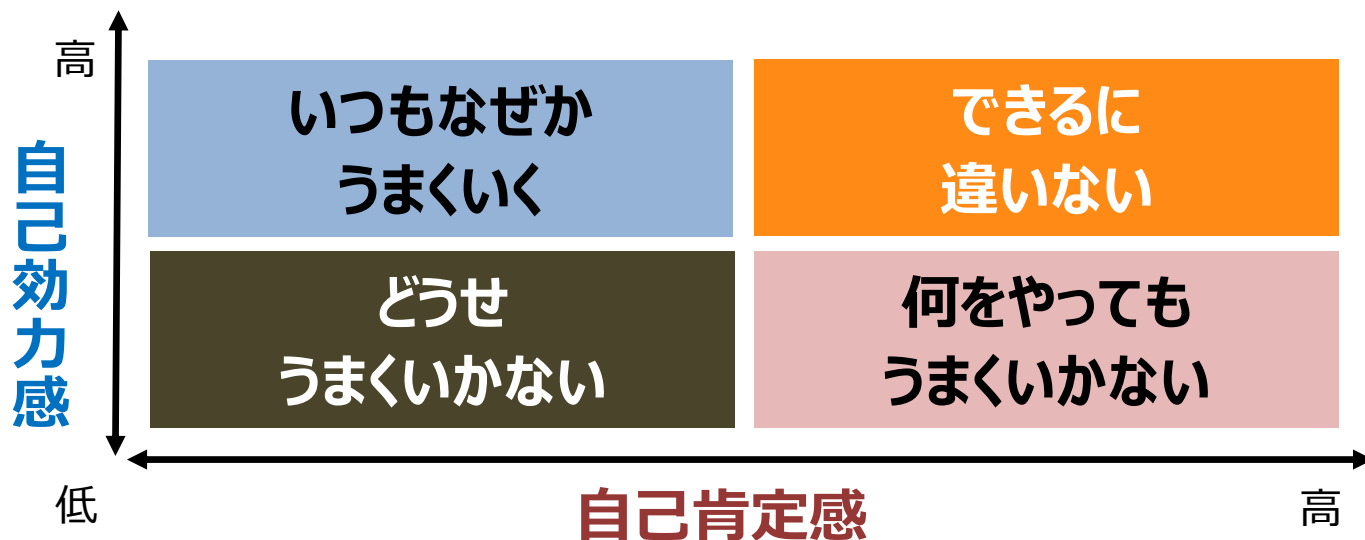 高
いつもなぜか
うまくいく
できるに
違いない
自己効力感
どうせ
うまくいかない
何をやっても
うまくいかない
低
自己肯定感
高